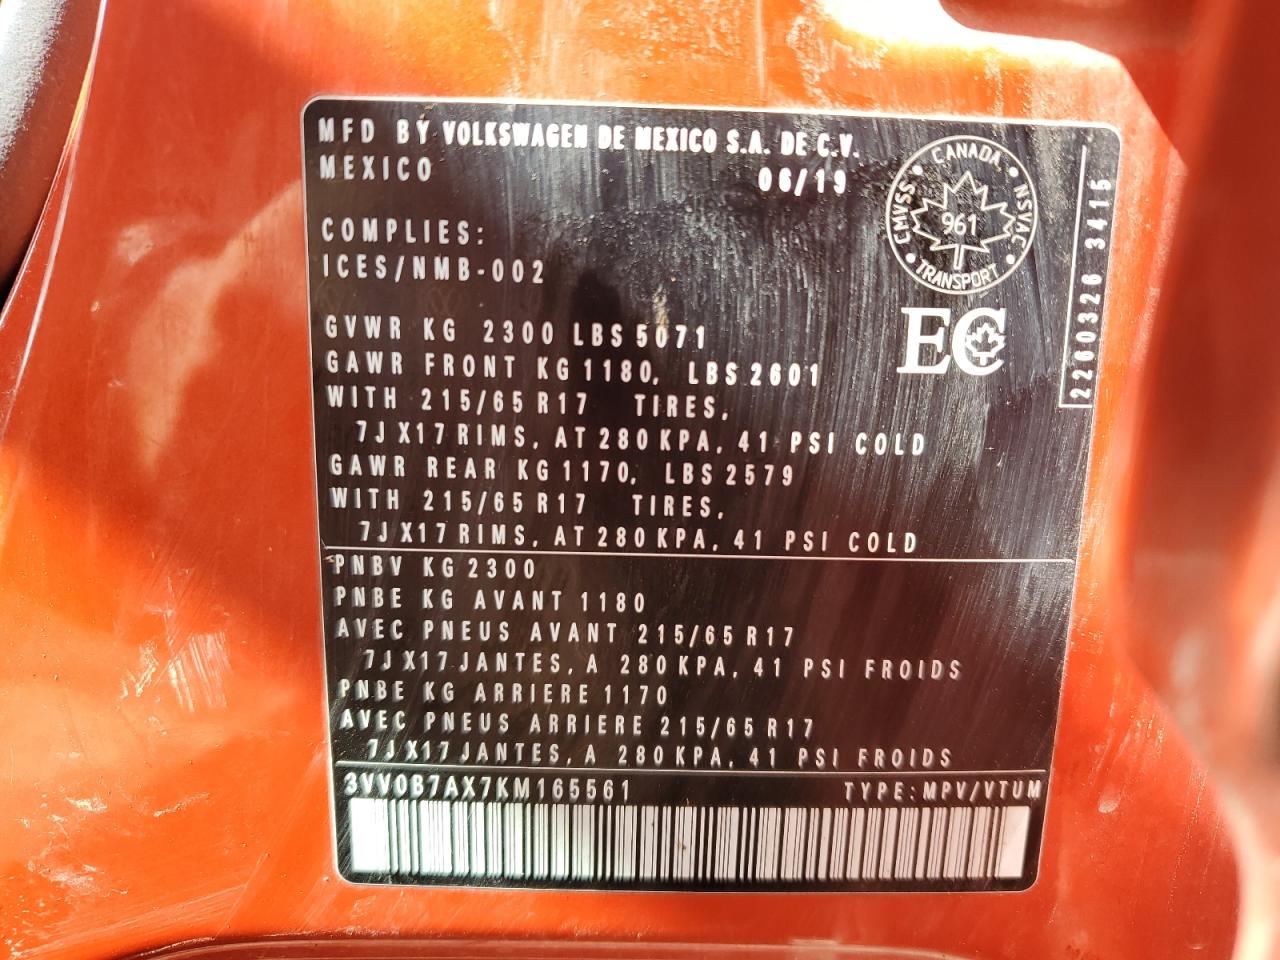 MFD BY VOLKSWAGEN DE MEXICO S.A. DE C.V.
MEXICO 06/19
CANADA
CMVSS NSVAC
961
TRANSPORT
COMPLIES:
ICES/NMB-002
EC
2260326 3415
GVWR KG 2300 LBS 5071
GAWR FRONT KG 1180, LBS 2601
WITH 215/65 R17 TIRES,
7J X17 RIMS, AT 280 KPA, 41 PSI COLD
GAWR REAR KG 1170, LBS 2579
WITH 215/65 R17 TIRES,
7J X17 RIMS, AT 280 KPA, 41 PSI COLD
PNBV KG 2300
PNBE KG AVANT 1180
AVEC PNEUS AVANT 215/65 R17
7J X17 JANTES, A 280 KPA, 41 PSI FROIDS
PNBE KG ARRIERE 1170
AVEC PNEUS ARRIERE 215/65 R17
7J X17 JANTES, A 280 KPA, 41 PSI FROIDS
3VV0B7AX7KM165561 TYPE: MPV/VTUM